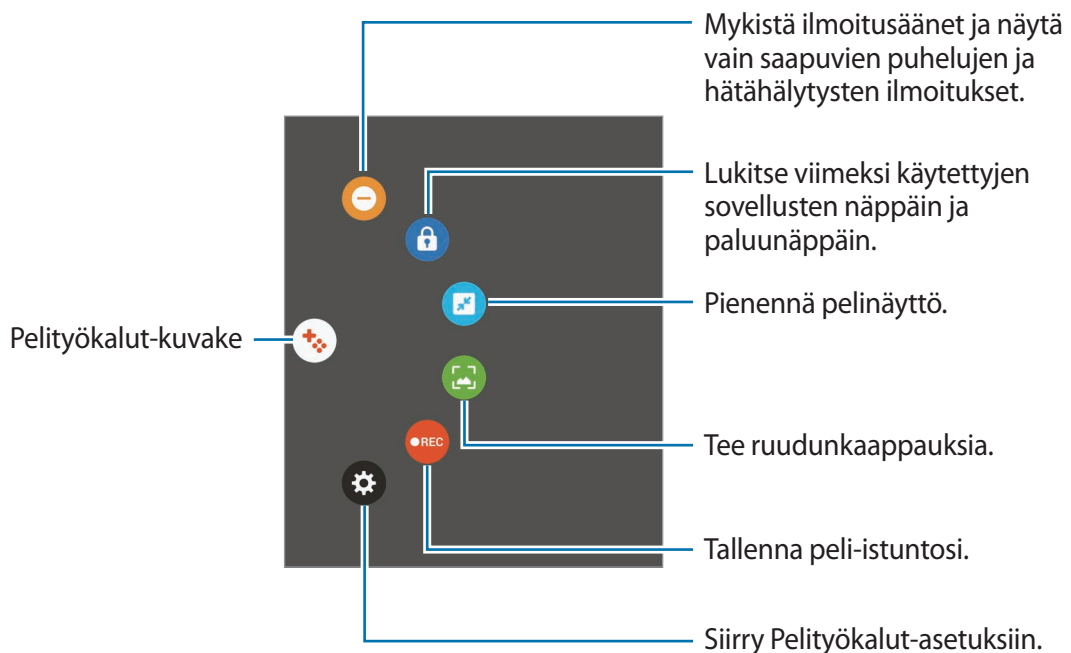 Mykistä ilmoitusäänet ja näytä
vain saapuvien puhelujen ja
hätähälytysten ilmoitukset.
Lukitse viimeksi käytettyjen
sovellusten näppäin ja
paluunäppäin.
Pienennä pelinäyttö.
Pelityökalut-kuvake
Tee ruudunkaappauksia.
REC
Tallenna peli-istuntosi.
Siirry Pelityökalut-asetuksiin.